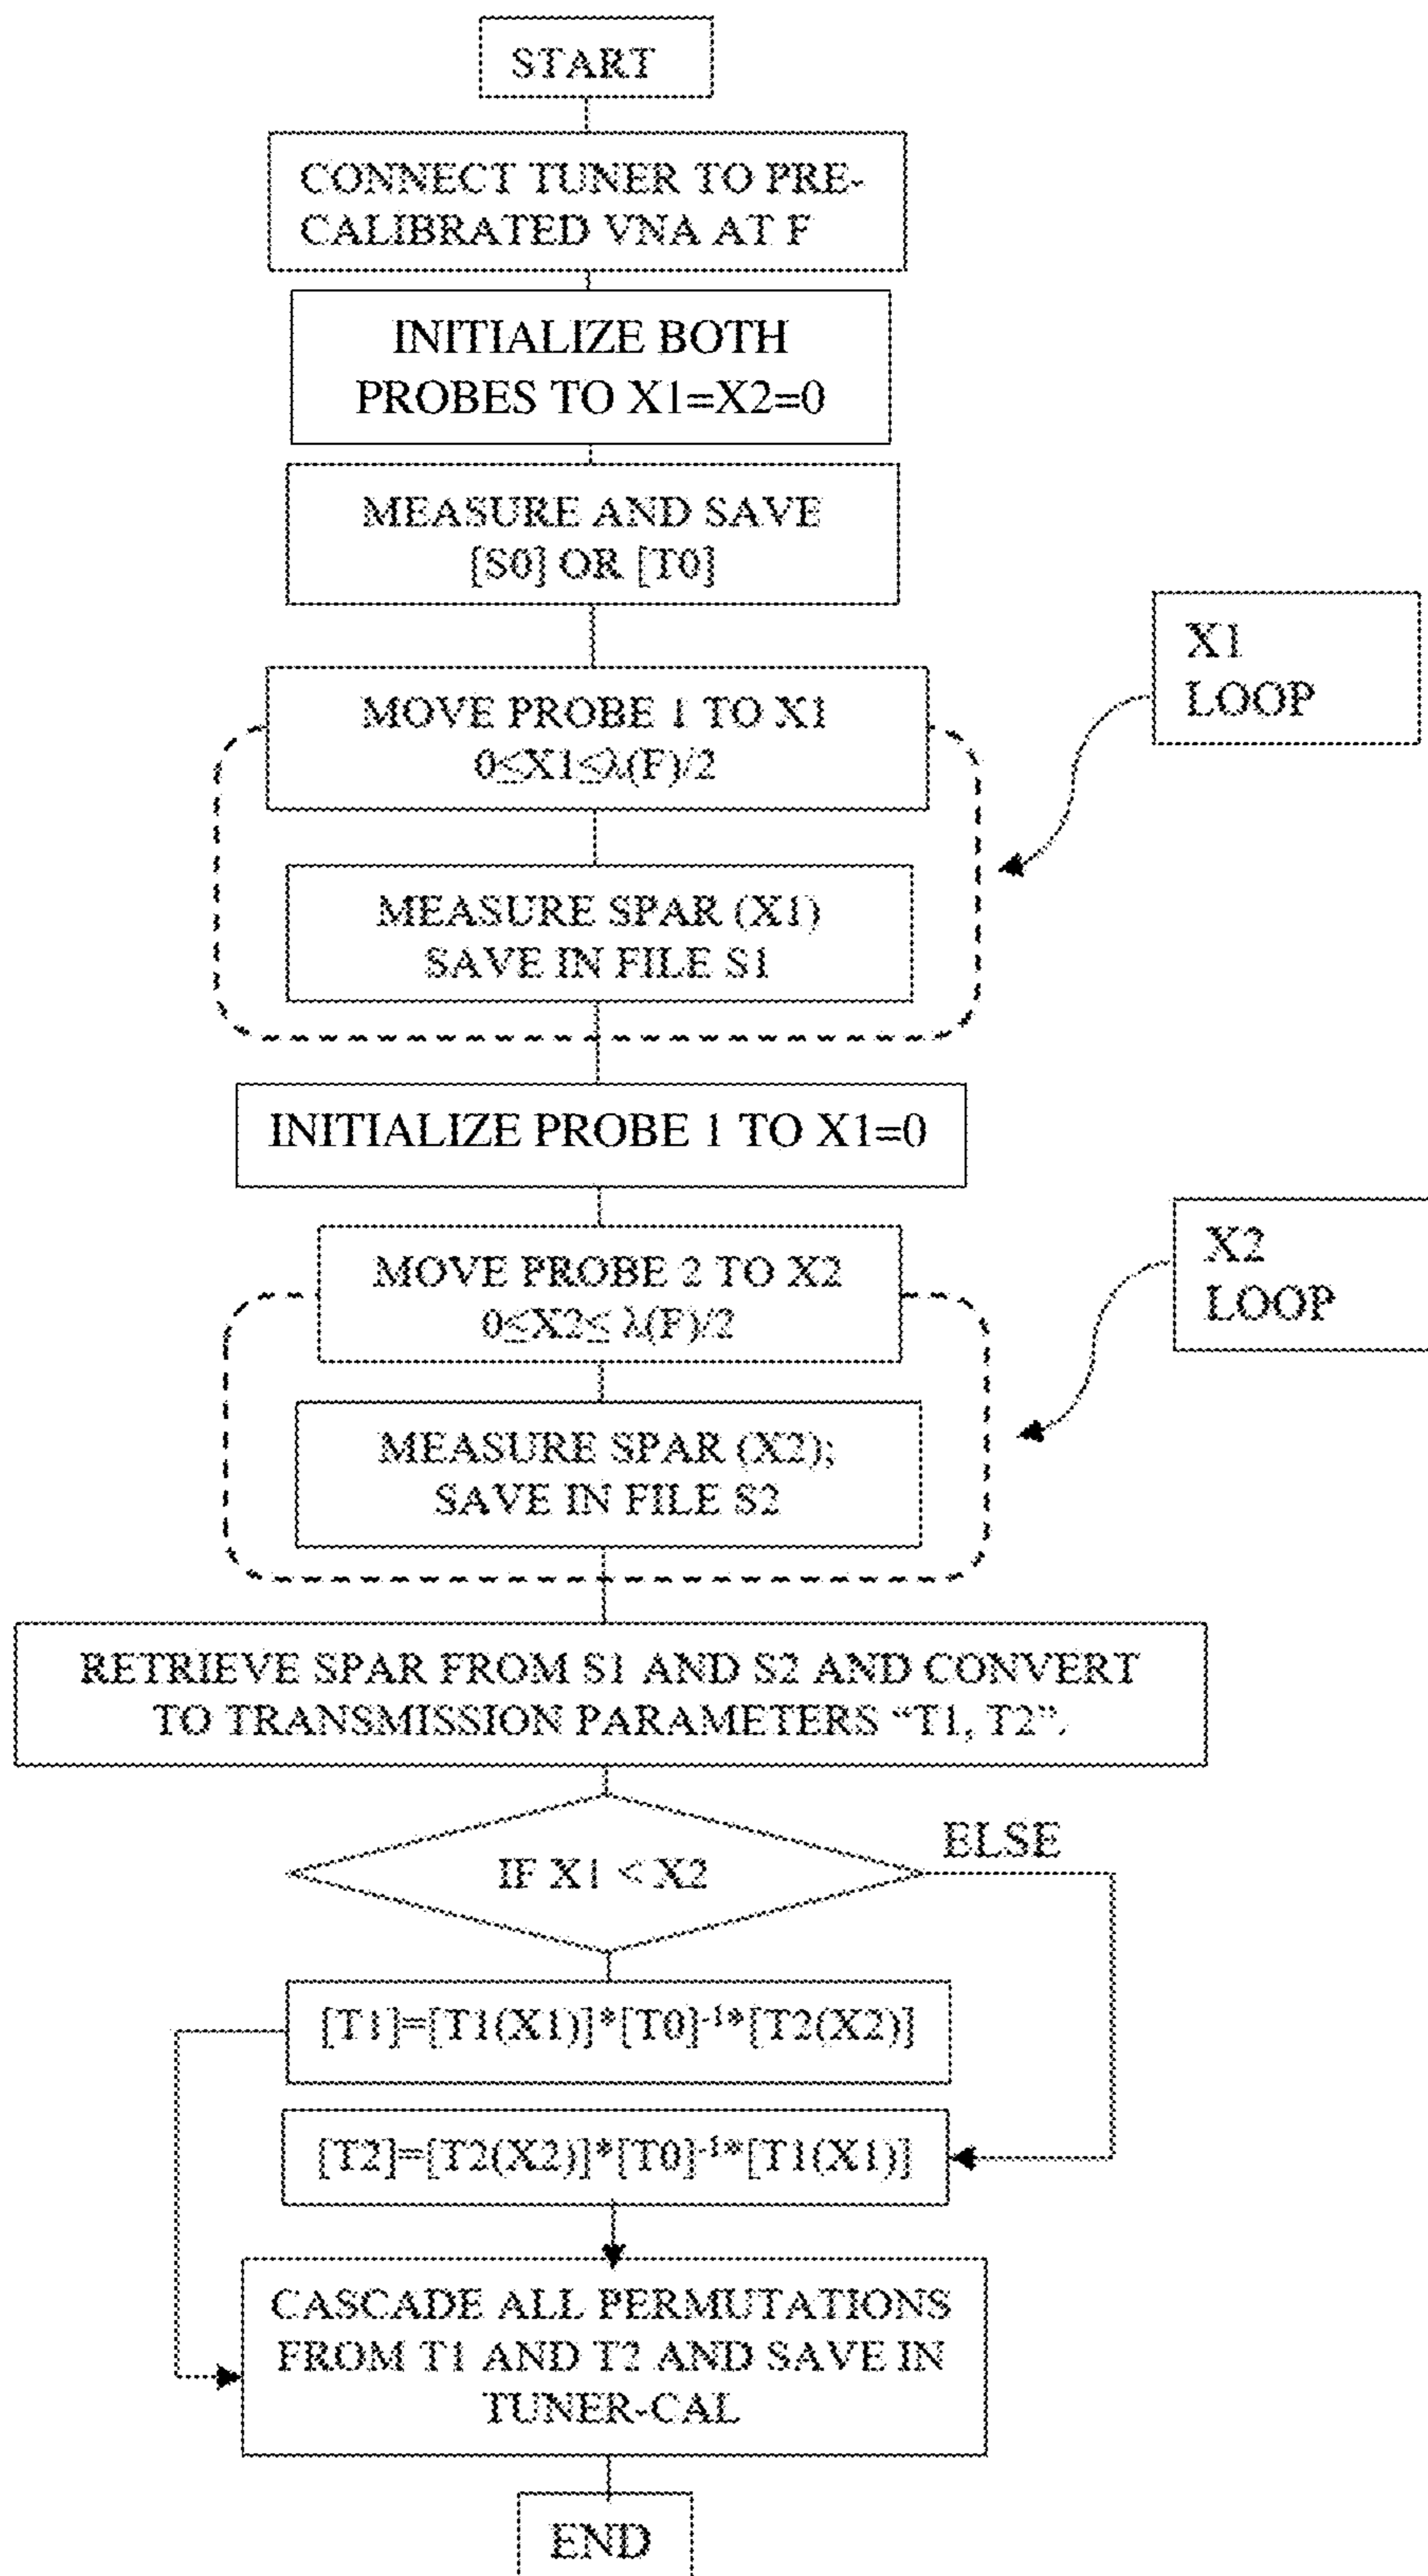 START
CONNECT TUNER TO PRE-
CALIBRATED VNA AT F
INITIALIZE BOTH
PROBES TO X1=X2=0
MEASURE AND SAVE
[S0] OR [T0]
X1
LOOP
MOVE PROBE 1 TO X1
0≤X1≤λ(F)/2
MEASURE SPAR (X1)
SAVE IN FILE S1
INITIALIZE PROBE 1 TO X1=0
X2
LOOP
MOVE PROBE 2 TO X2
0≤X2≤ λ(F)/2
MEASURE SPAR (X2);
SAVE IN FILE S2
RETRIEVE SPAR FROM S1 AND S2 AND CONVERT
TO TRANSMISSION PARAMETERS “T1, T2”.
ELSE
IF X1 < X2
[T1]=[T1(X1)]*[T0]⁻¹*[T2(X2)]
[T2]=[T2(X2)]*[T0]⁻¹*[T1(X1)]
CASCADE ALL PERMUTATIONS
FROM T1 AND T2 AND SAVE IN
TUNER-CAL
END